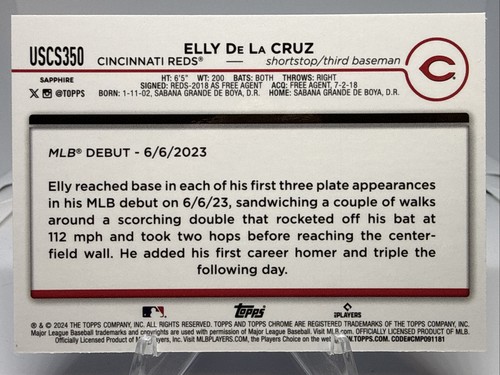 USCS350
SAPPHIRE
X @TOPPS
ELLY DE LA CRUZ
CINCINNATI REDS® shortstop/third baseman
HT: 6'5" WT: 200 BATS: BOTH THROWS: RIGHT
SIGNED: REDS-2018 AS FREE AGENT ACQ: FREE AGENT, 7-2-18
BORN: 1-11-02, SABANA GRANDE DE BOYA, D.R. HOME: SABANA GRANDE DE BOYA, D.R.
C
MLB® DEBUT - 6/6/2023
Elly reached base in each of his first three plate appearances
in his MLB debut on 6/6/23, sandwiching a couple of walks
around a scorching double that rocketed off his bat at
112 mph and took two hops before reaching the center-
field wall. He added his first career homer and triple the
following day.
topps
PLAYERS
® & © 2024 THE TOPPS COMPANY, INC. ALL RIGHTS RESERVED. TOPPS AND TOPPS CHROME ARE REGISTERED TRADEMARKS OF THE TOPPS COMPANY, INC.
Major League Baseball trademarks and copyrights are used with permission of Major League Baseball. Visit MLB.com. OFFICIALLY LICENSED PRODUCT OF MLB
Officially Licensed Product of MLB Players, Inc. Visit MLBPLAYERS.com, the Players Choice on the web. WWW.TOPPS.COM. CODE#CMP091181